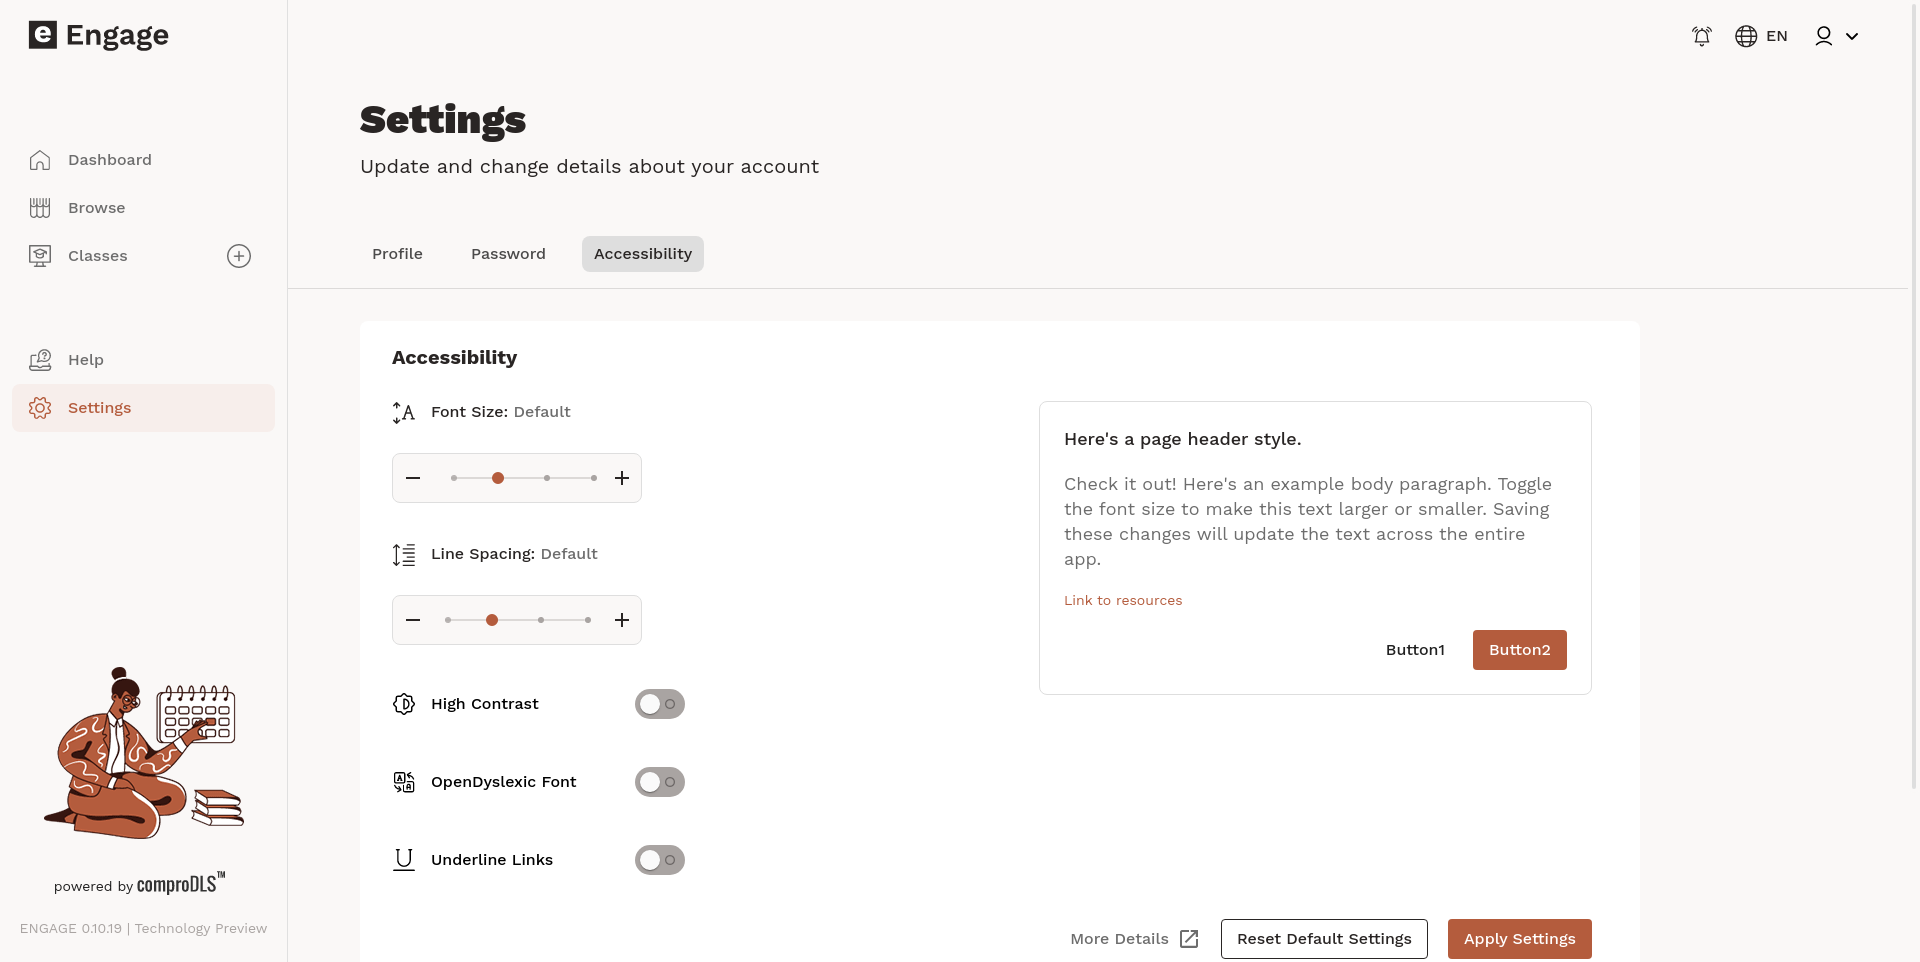 e Engage
EN
Dashboard
Browse
Classes
Help
Settings
powered by comproDLS™
ENGAGE 0.10.19 | Technology Preview
Settings
Update and change details about your account
Profile
Password
Accessibility
Accessibility
Font Size: Default
Line Spacing: Default
High Contrast
OpenDyslexic Font
Underline Links
Here's a page header style.
Check it out! Here's an example body paragraph. Toggle
the font size to make this text larger or smaller. Saving
these changes will update the text across the entire
app.
Link to resources
Button1
Button2
More Details
Reset Default Settings
Apply Settings